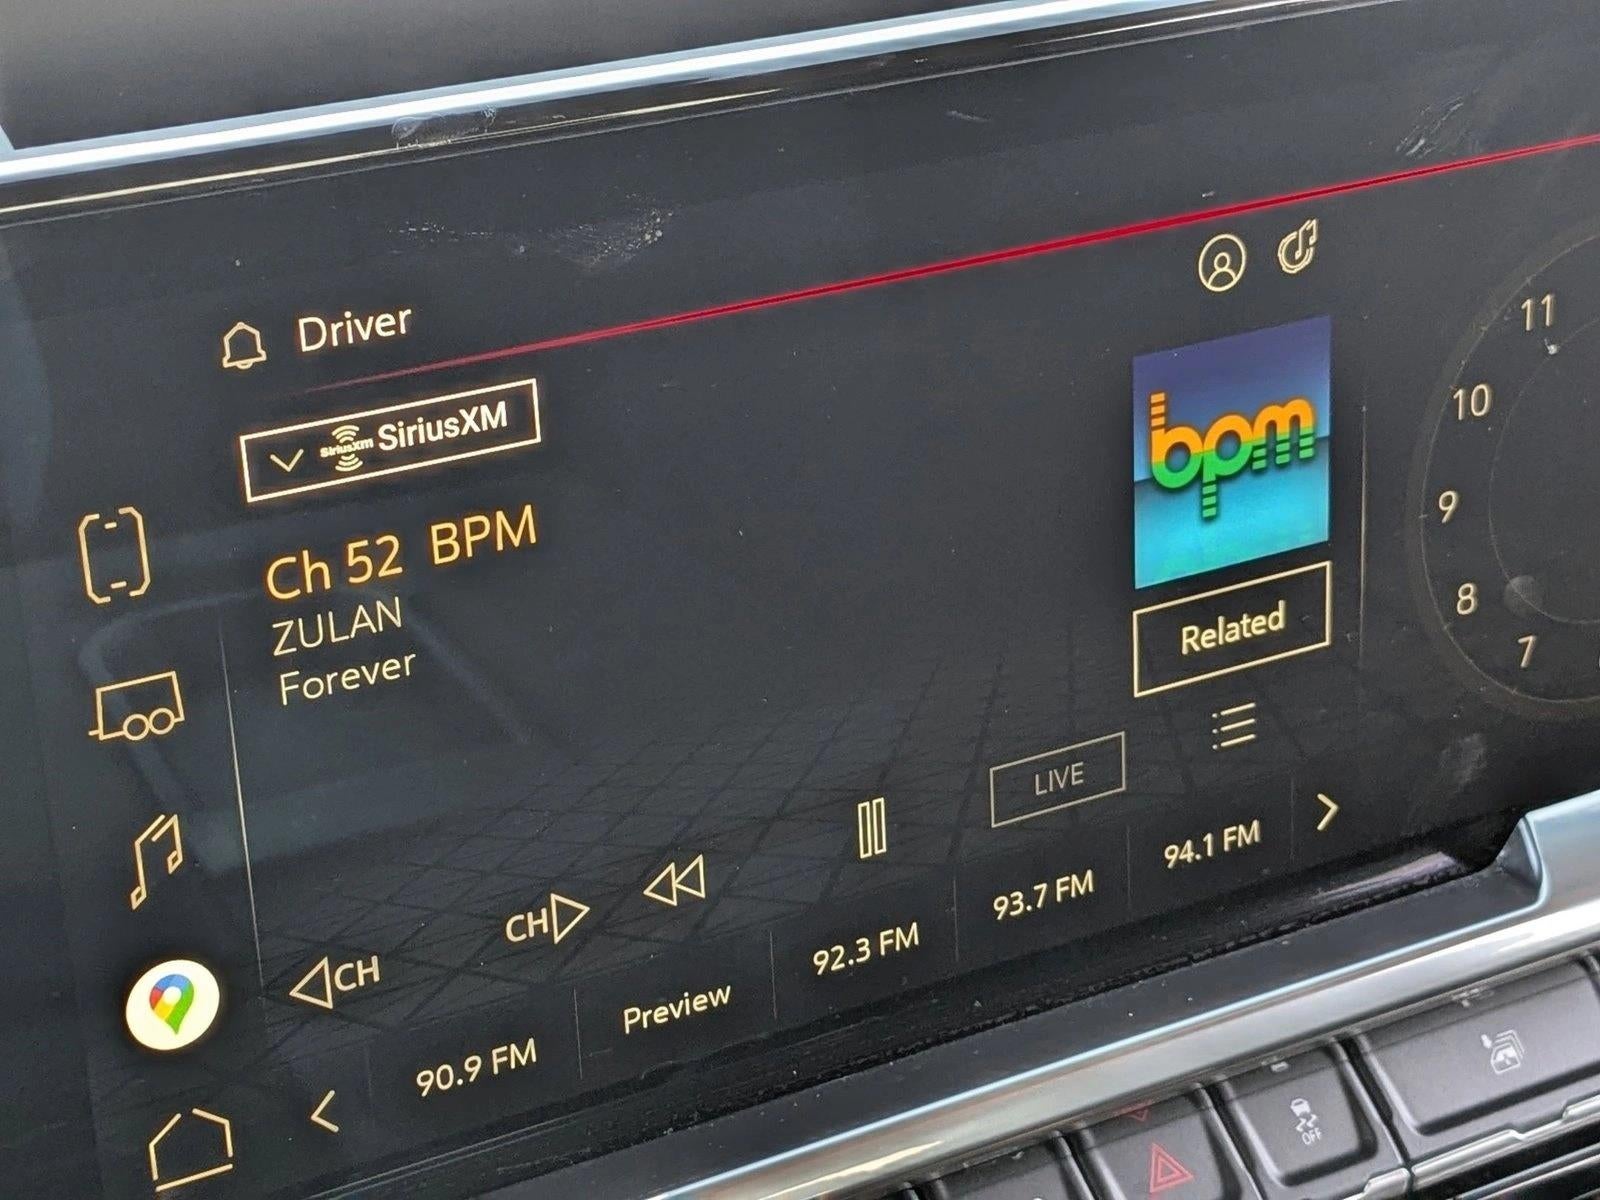 Driver
SiriusXm SiriusXM
bpm
Ch 52 BPM
ZULAN
Forever
Related
LIVE
CH
CH
90.9 FM
Preview
92.3 FM
93.7 FM
94.1 FM
11
10
9
8
7
OFF